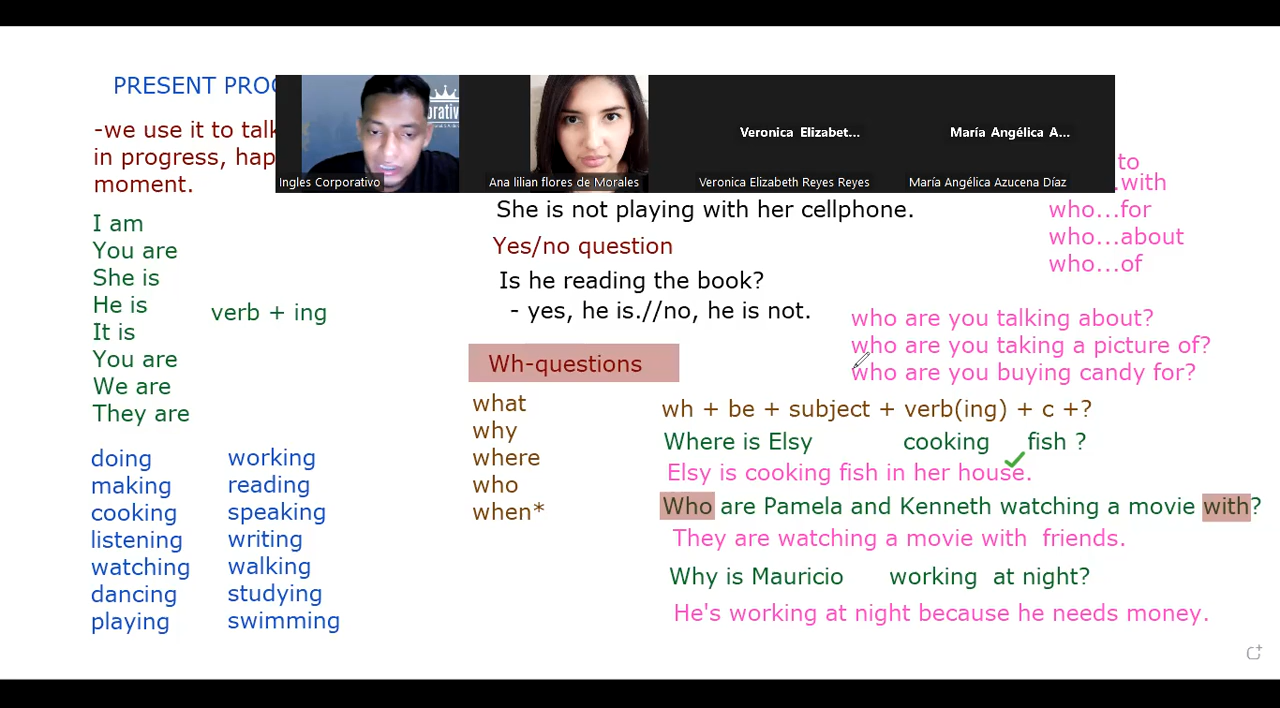 PRESENT PROG
-we use it to talk
in progress, hap
moment.
I am
You are
She is
He is
It is
You are
We are
They are
verb + ing
doing
making
cooking
listening
watching
dancing
playing
working
reading
speaking
writing
walking
studying
swimming
orativ
Ingles Corporativo
Ana lilian flores de Morales
Veronica Elizabet...
Veronica Elizabeth Reyes Reyes
María Angélica A...
María Angélica Azucena Díaz
She is not playing with her cellphone.
Yes/no question
Is he reading the book?
- yes, he is.//no, he is not.
Wh-questions
what
why
where
who
when*
to
..with
who...for
who...about
who...of
who are you talking about?
who are you taking a picture of?
who are you buying candy for?
wh + be + subject + verb(ing) + c +?
Where is Elsy cooking fish ?
Elsy is cooking fish in her house.
Who are Pamela and Kenneth watching a movie with?
They are watching a movie with friends.
Why is Mauricio working at night?
He's working at night because he needs money.